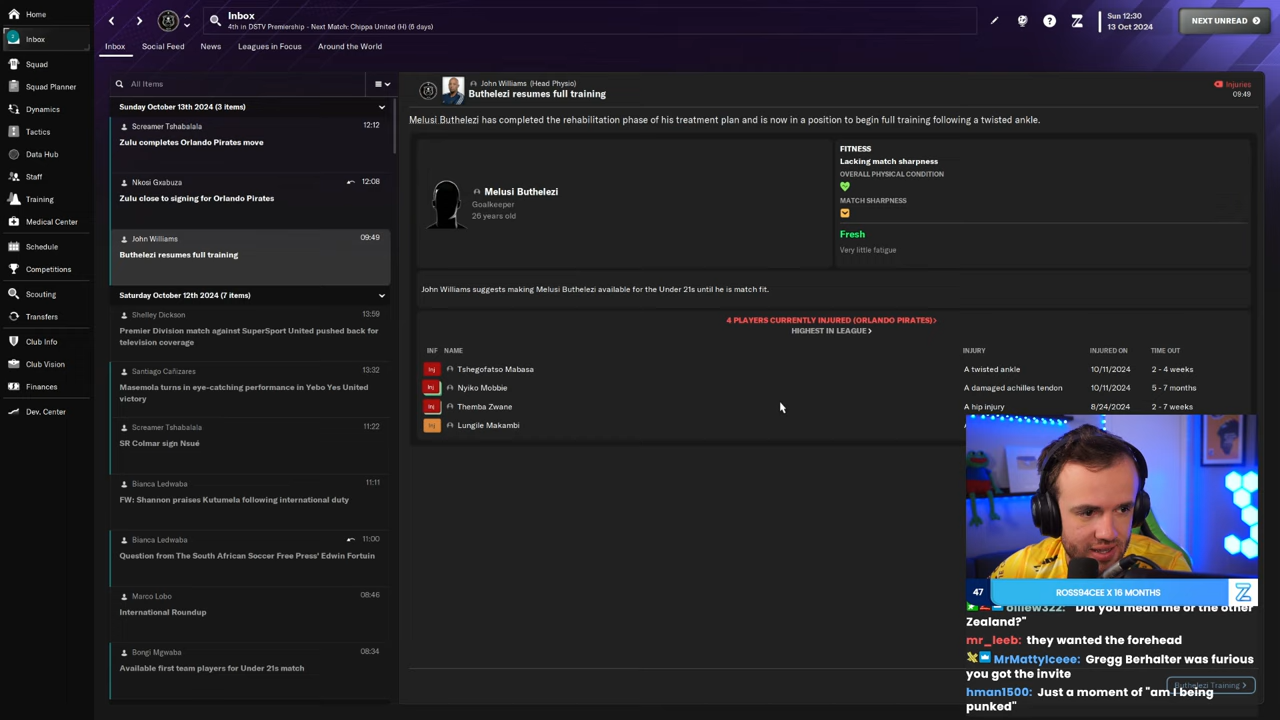 Home
Inbox
Squad
Squad Planner
Dynamics
Tactics
Data Hub
Staff
Training
Medical Center
Schedule
Competitions
Scouting
Transfers
Club Info
Club Vision
Finances
Dev. Center
Inbox
4th in DSTV Premiership - Next Match: Chippa United (H) (6 days)
Sun 12:30
13 Oct 2024
NEXT UNREAD
Inbox
Social Feed
News
Leagues in Focus
Around the World
All Items
Sunday October 13th 2024 (3 items)
Screamer Tshabalala 12:12
Zulu completes Orlando Pirates move
Nkosi Gxabuza 12:08
Zulu close to signing for Orlando Pirates
John Williams 09:49
Buthelezi resumes full training
Saturday October 12th 2024 (7 items)
Shelley Dickson 13:59
Premier Division match against SuperSport United pushed back for
television coverage
Santiago Cañizares 13:32
Masemola turns in eye-catching performance in Yebo Yes United
victory
Screamer Tshabalala 11:22
SR Colmar sign Nsué
Bianca Ledwaba 11:11
FW: Shannon praises Kutumela following international duty
Bianca Ledwaba 11:00
Question from The South African Soccer Free Press' Edwin Fortuin
Marco Lobo 08:46
International Roundup
Bongi Mgwaba 08:34
Available first team players for Under 21s match
John Williams (Head Physio)
Buthelezi resumes full training
Injuries
09:49
Melusi Buthelezi has completed the rehabilitation phase of his treatment plan and is now in a position to begin full training following a twisted ankle.
Melusi Buthelezi
Goalkeeper
26 years old
FITNESS
Lacking match sharpness
OVERALL PHYSICAL CONDITION
MATCH SHARPNESS
Fresh
Very little fatigue
John Williams suggests making Melusi Buthelezi available for the Under 21s until he is match fit.
4 PLAYERS CURRENTLY INJURED (ORLANDO PIRATES)
HIGHEST IN LEAGUE
INF NAME INJURY INJURED ON TIME OUT
Inj Tshegofatso Mabasa A twisted ankle 10/11/2024 2 - 4 weeks
Inj Nyiko Mobbie A damaged achilles tendon 10/11/2024 5 - 7 months
Inj Themba Zwane A hip injury 8/24/2024 2 - 7 weeks
Inj Lungile Makambi
47 ROSS94CEE X 16 MONTHS
olliew322: "Did you mean me or the other
Zealand?"
mr_leeb: they wanted the forehead
MrMattyIceee: Gregg Berhalter was furious
you got the invite
Buthelezi Training
hman1500: Just a moment of "am I being
punked"